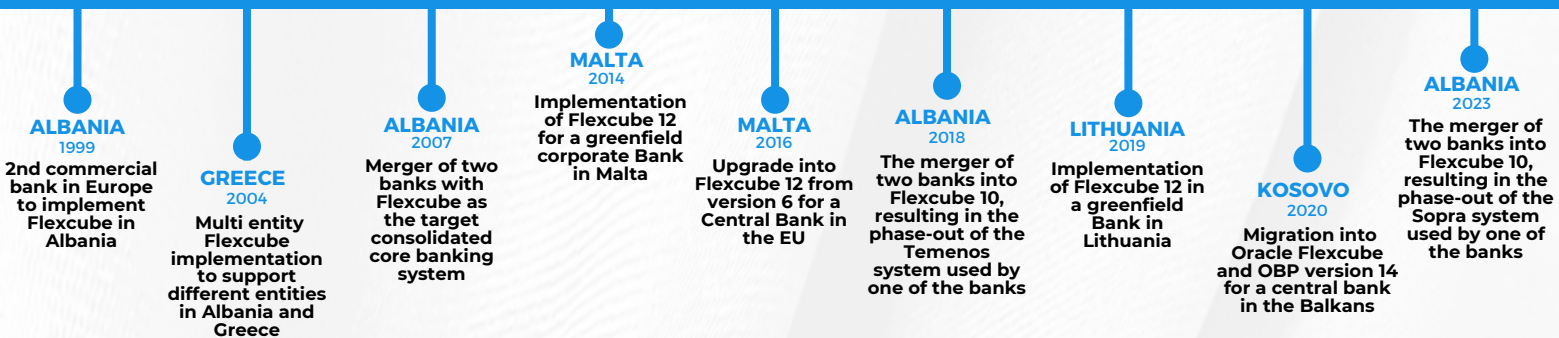 ALBANIA
1999
2nd commercial
bank in Europe
to implement
Flexcube in
Albania
GREECE
2004
Multi entity
Flexcube
implementation
to support
different entities
in Albania and
Greece
ALBANIA
2007
Merger of two
banks with
Flexcube as
the target
consolidated
core banking
system
MALTA
2014
Implementation
of Flexcube 12
for a greenfield
corporate Bank
in Malta
MALTA
2016
Upgrade into
Flexcube 12 from
version 6 for a
Central Bank in
the EU
ALBANIA
2018
The merger of
two banks into
Flexcube 10,
resulting in the
phase-out of the
Temenos
system used by
one of the banks
LITHUANIA
2019
Implementation
of Flexcube 12 in
a greenfield
Bank in
Lithuania
KOSOVO
2020
Migration into
Oracle Flexcube
and OBP version 14
for a central bank
in the Balkans
ALBANIA
2023
The merger of
two banks into
Flexcube 10,
resulting in the
phase-out of the
Sopra system
used by one of
the banks